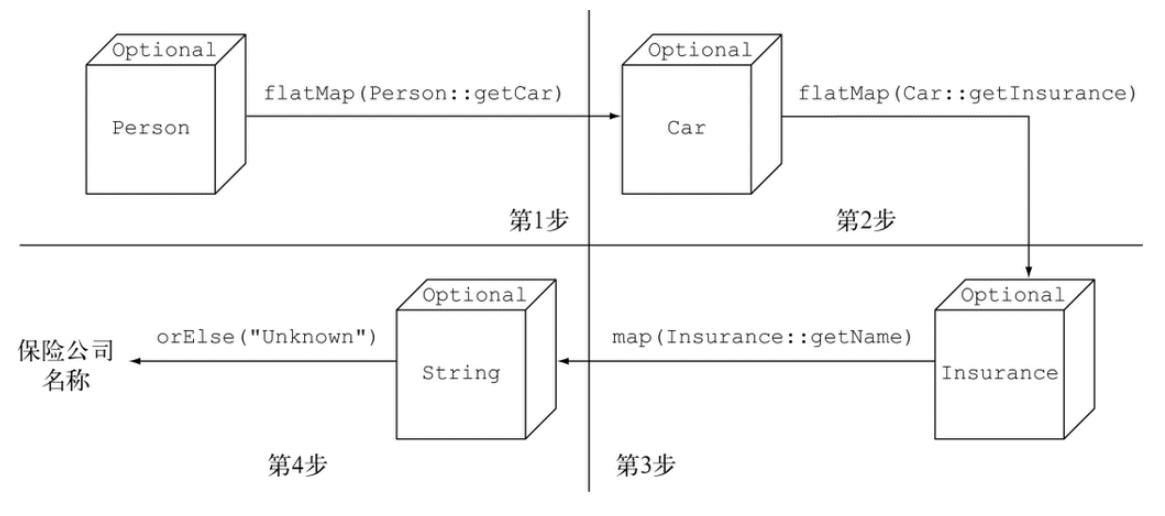 Optional
Person
flatMap(Person::getCar)
第1步
Optional
Car
flatMap(Car::getInsurance)
第2步
Optional
Insurance
map(Insurance::getName)
第3步
Optional
String
orElse("Unknown")
第4步
保险公司
名称